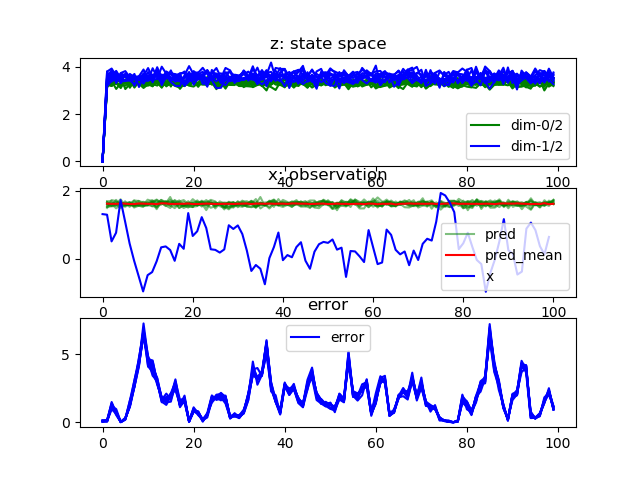 z: state space
4
2
0
dim-0/2
dim-1/2
0 20 40 60 80 100
x: observation
2
0
pred
pred_mean
x
0 20 40 60 80 100
error
5
0
error
0 20 40 60 80 100